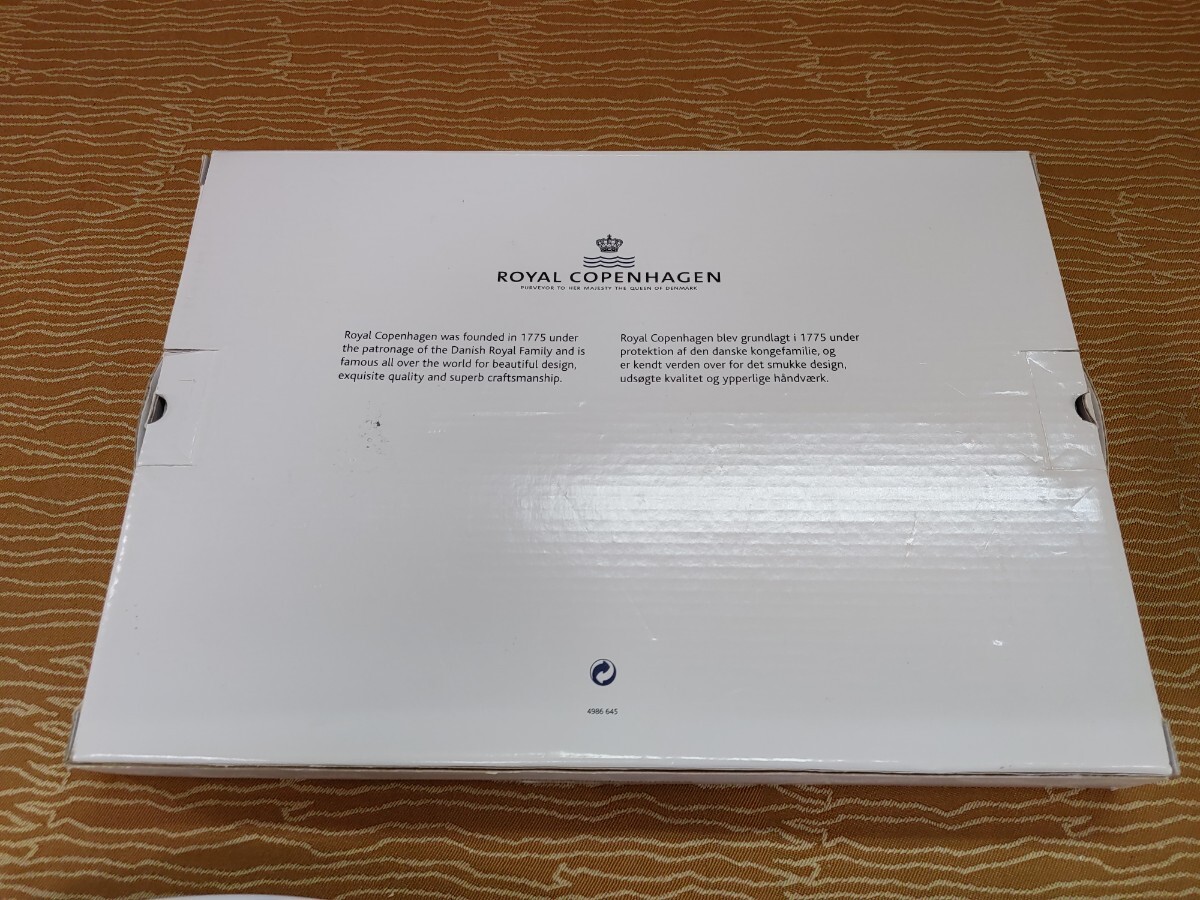 ROYAL COPENHAGEN
PURVEYOR TO HER MAJESTY THE QUEEN OF DENMARK
Royal Copenhagen was founded in 1775 under
the patronage of the Danish Royal Family and is
famous all over the world for beautiful design,
exquisite quality and superb craftsmanship.
Royal Copenhagen blev grundlagt i 1775 under
protektion af den danske kongefamilie, og
er kendt verden over for det smukke design,
udsøgte kvalitet og ypperlige håndværk.
4986 645